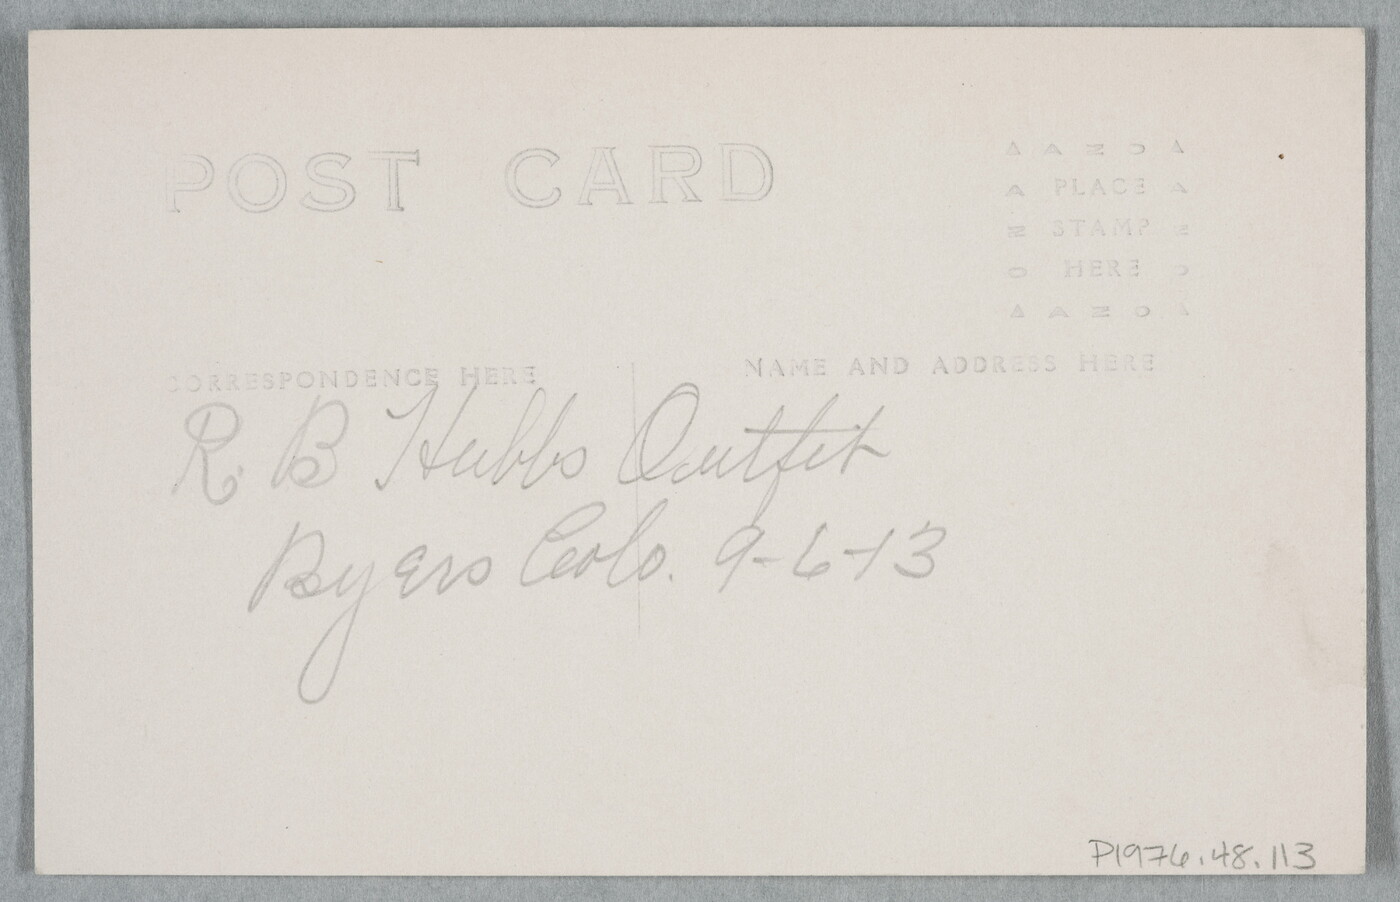 POST CARD
A A Z O A
A PLACE A
Z STAMP Z
O HERE O
A A Z O A
CORRESPONDENCE HERE
NAME AND ADDRESS HERE
R. B Hubbs Outfit
Byers Colo. 9-6-13
P1976.48.113